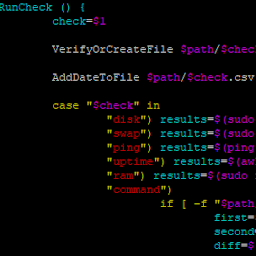 RunCheck () {
check=$1
VerifyOrCreateFile $path/$chec
AddDateToFile $path/$check.csv
case "$check" in
"disk") results=$(sudo
"swap") results=$(sudo
"ping") results=$(ping
"uptime") results=$(aw
"ram") results=$(sudo
"command")
if [ -f "$path
first=
second=
diff=$